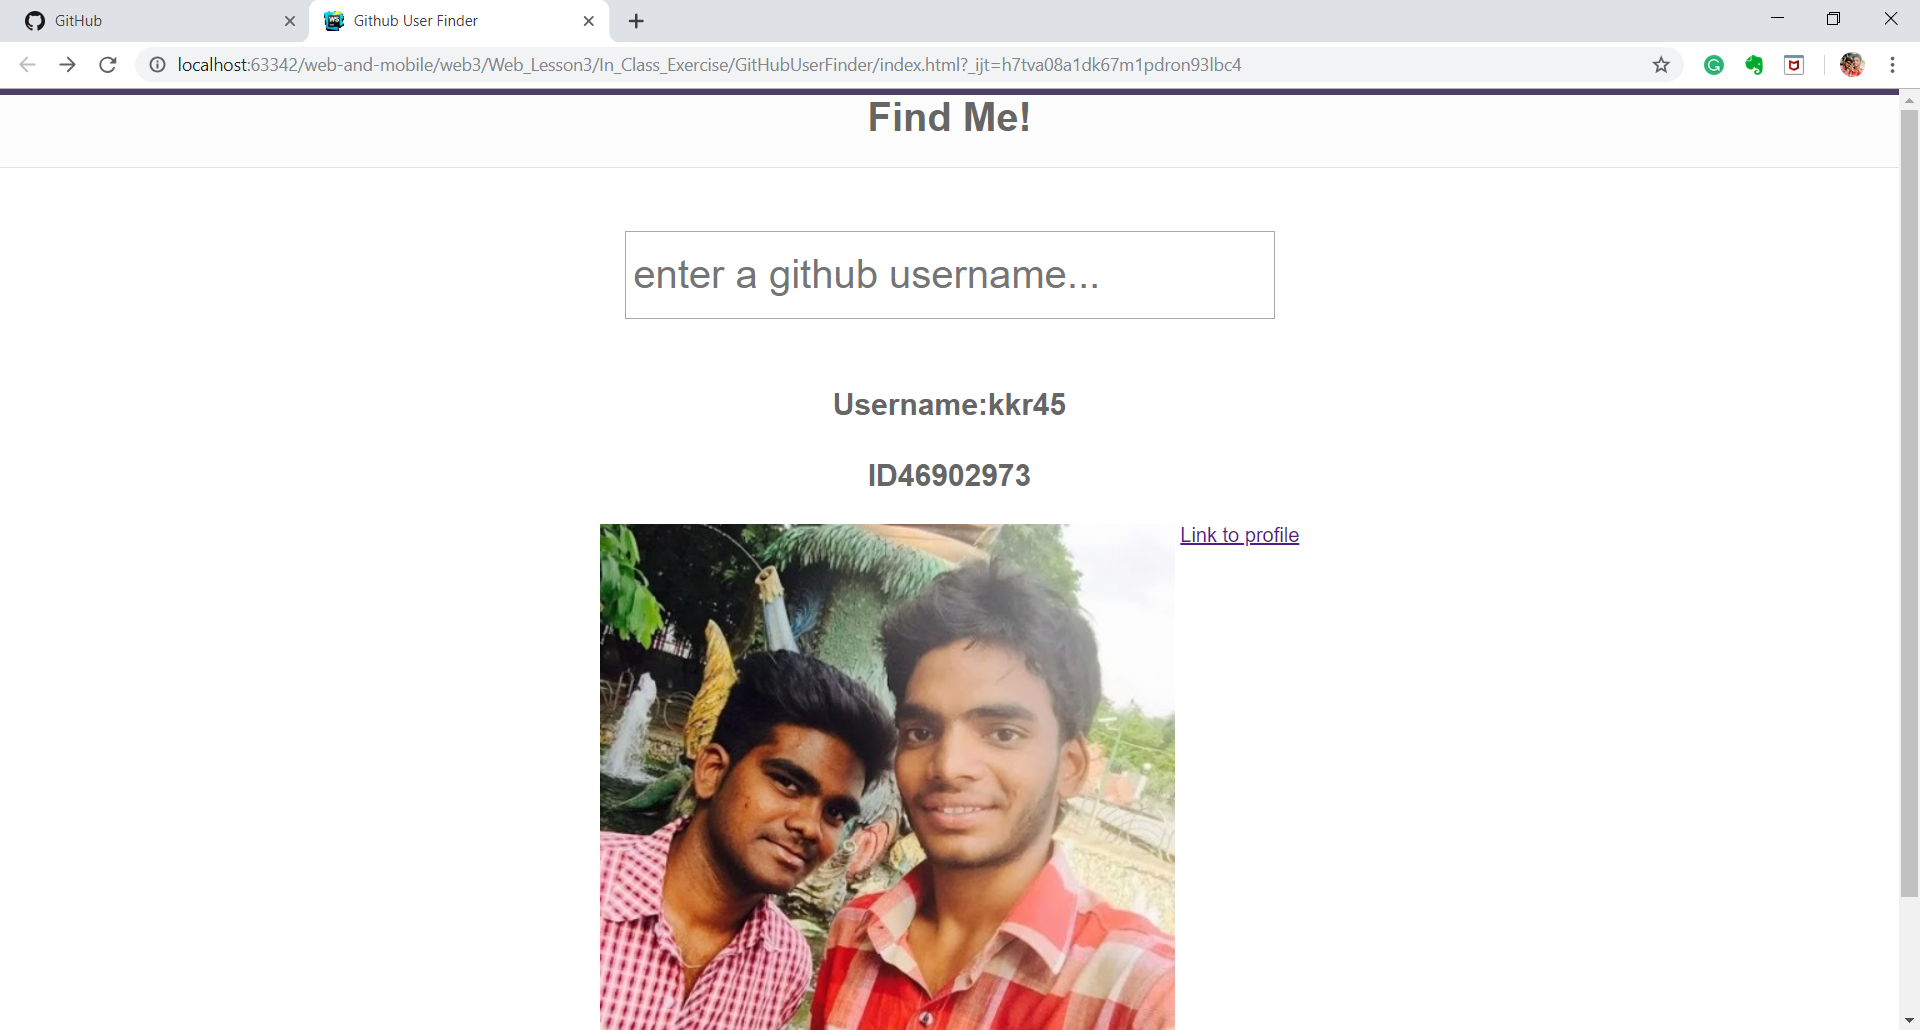 GitHub
Github User Finder
localhost:63342/web-and-mobile/web3/Web_Lesson3/In_Class_Exercise/GitHubUserFinder/index.html?_ijt=h7tva08a1dk67m1pdron93lbc4
Find Me!
enter a github username...
Username:kkr45
ID46902973
Link to profile